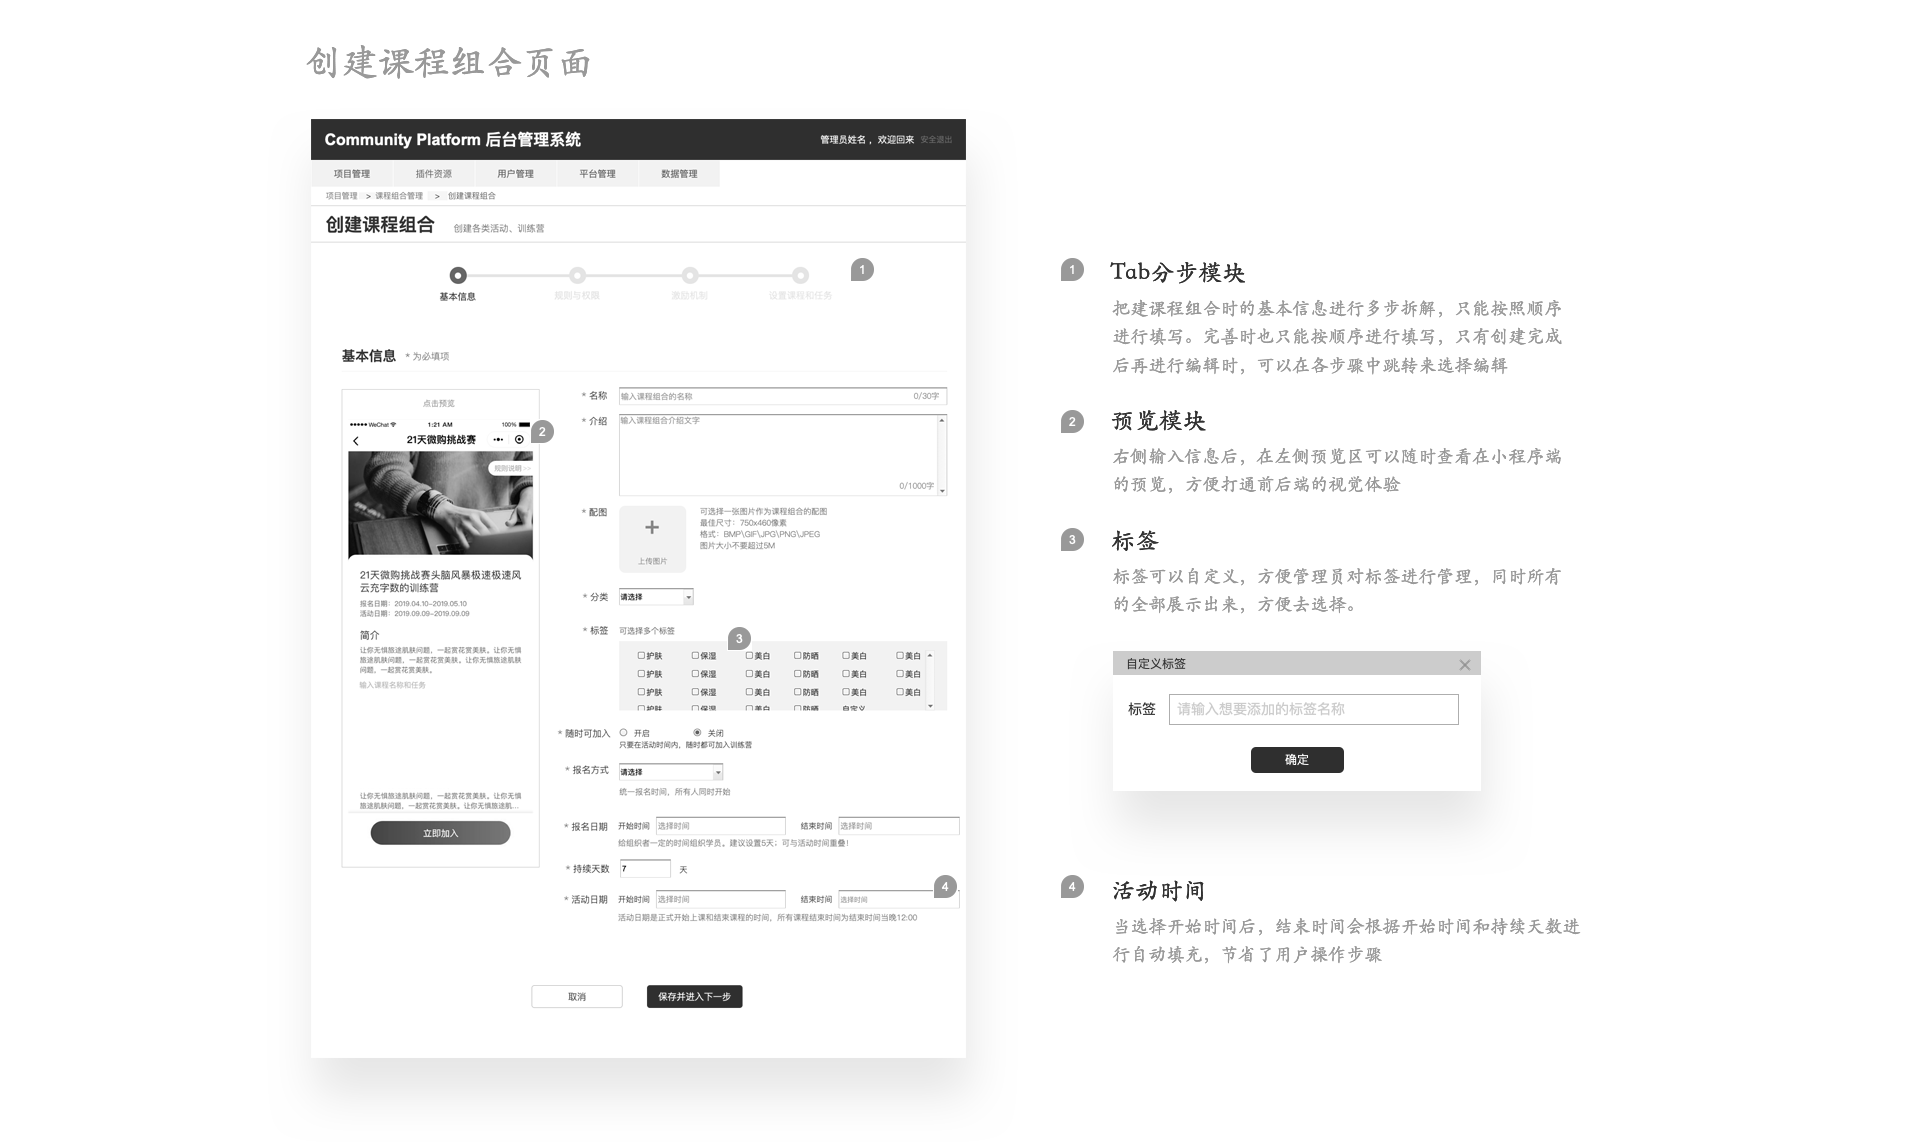 创建课程组合页面
Community Platform 后台管理系统
管理员姓名，欢迎回来 安全退出
项目管理 插件资源 用户管理 平台管理 数据管理
项目管理 > 课程组合管理 > 创建课程组合
创建课程组合 创建各类活动、训练营
1
基本信息 规则与权限 激励机制 设置课程和任务
基本信息 * 为必填项
点击预览
●●●●● WeChat 1:21 AM 100%
21天微购挑战赛
2
规则说明 >>
21天微购挑战赛头脑风暴极速极速风
云充字数的训练营
报名日期：2019.04.10-2019.05.10
活动日期：2019.09.09-2019.09.09
简介
让你无惧旅途肌肤问题，一起赏花赏美肤。让你无惧
旅途肌肤问题，一起赏花赏美肤。让你无惧旅途肌肤
问题，一起赏花赏美肤。
输入课程名称和任务
让你无惧旅途肌肤问题，一起赏花赏美肤。让你无惧
旅途肌肤问题，一起赏花赏美肤。让你无惧旅途肌...
立即加入
* 名称 输入课程组合的名称 0/30字
* 介绍 输入课程组合介绍文字
0/1000字
* 配图
+
上传图片
可选择一张图片作为课程组合的配图
最佳尺寸：750x460像素
格式：BMP\GIF\JPG\PNG\JPEG
图片大小不要超过5M
* 分类 请选择
* 标签 可选择多个标签
3
护肤 保湿 美白 防晒 美白 美白
护肤 保湿 美白 防晒 美白 美白
护肤 保湿 美白 防晒 美白 美白
护肤 保湿 美白 防晒 自定义
* 随时可加入 开启 关闭
只要在活动时间内，随时都可加入训练营
* 报名方式 请选择
统一报名时间，所有人同时开始
* 报名日期 开始时间 选择时间 结束时间 选择时间
给组织者一定的时间组织学员。建议设置5天；可与活动时间重叠！
* 持续天数 7 天
4
* 活动日期 开始时间 选择时间 结束时间 选择时间
活动日期是正式开始上课和结束课程的时间，所有课程结束时间为结束时间当晚12:00
取消 保存并进入下一步
1 Tab分步模块
把建课程组合时的基本信息进行多步拆解，只能按照顺序
进行填写。完善时也只能按顺序进行填写，只有创建完成
后再进行编辑时，可以在各步骤中跳转来选择编辑
2 预览模块
右侧输入信息后，在左侧预览区可以随时查看在小程序端
的预览，方便打通前后端的视觉体验
3 标签
标签可以自定义，方便管理员对标签进行管理，同时所有
的全部展示出来，方便去选择。
自定义标签
标签 请输入想要添加的标签名称
确定
4 活动时间
当选择开始时间后，结束时间会根据开始时间和持续天数进
行自动填充，节省了用户操作步骤